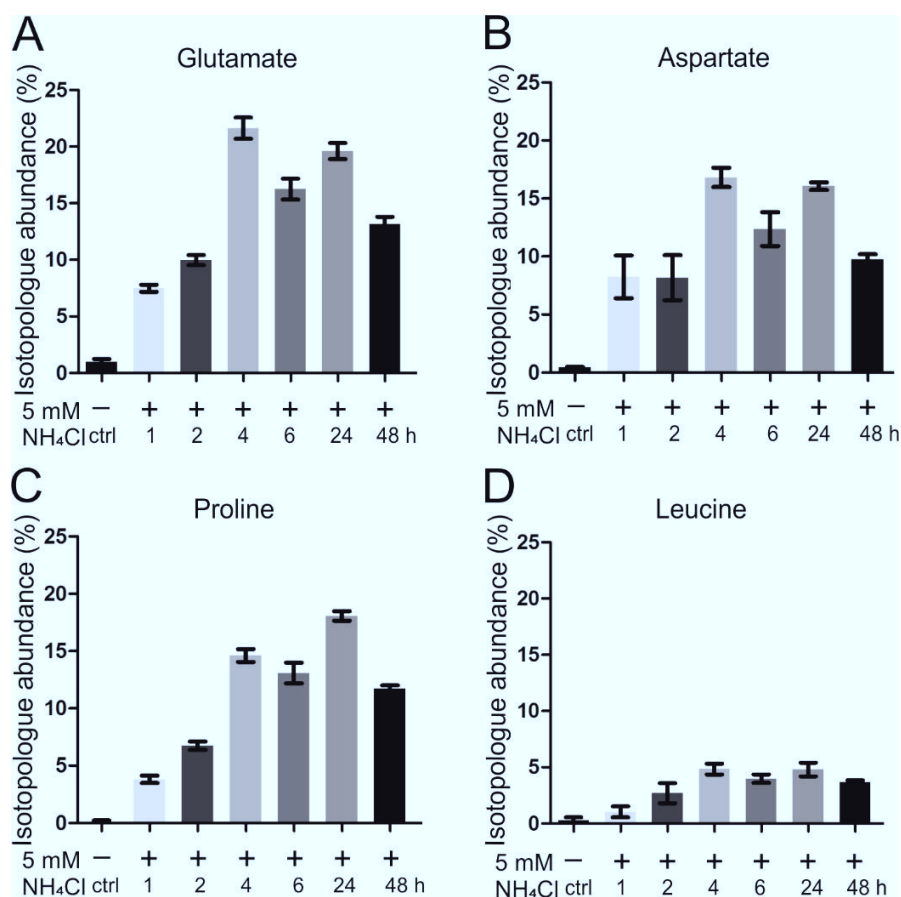 A
Glutamate
Isotopologue abundance (%)
25
20
15
10
5
0
5 mM − + + + + + +
NH₄Cl ctrl 1 2 4 6 24 48 h
B
Aspartate
Isotopologue abundance (%)
25
20
15
10
5
0
5 mM − + + + + + +
NH₄Cl ctrl 1 2 4 6 24 48 h
C
Proline
Isotopologue abundance (%)
25
20
15
10
5
0
5 mM − + + + + + +
NH₄Cl ctrl 1 2 4 6 24 48 h
D
Leucine
Isotopologue abundance (%)
25
20
15
10
5
0
5 mM − + + + + + +
NH₄Cl ctrl 1 2 4 6 24 48 h